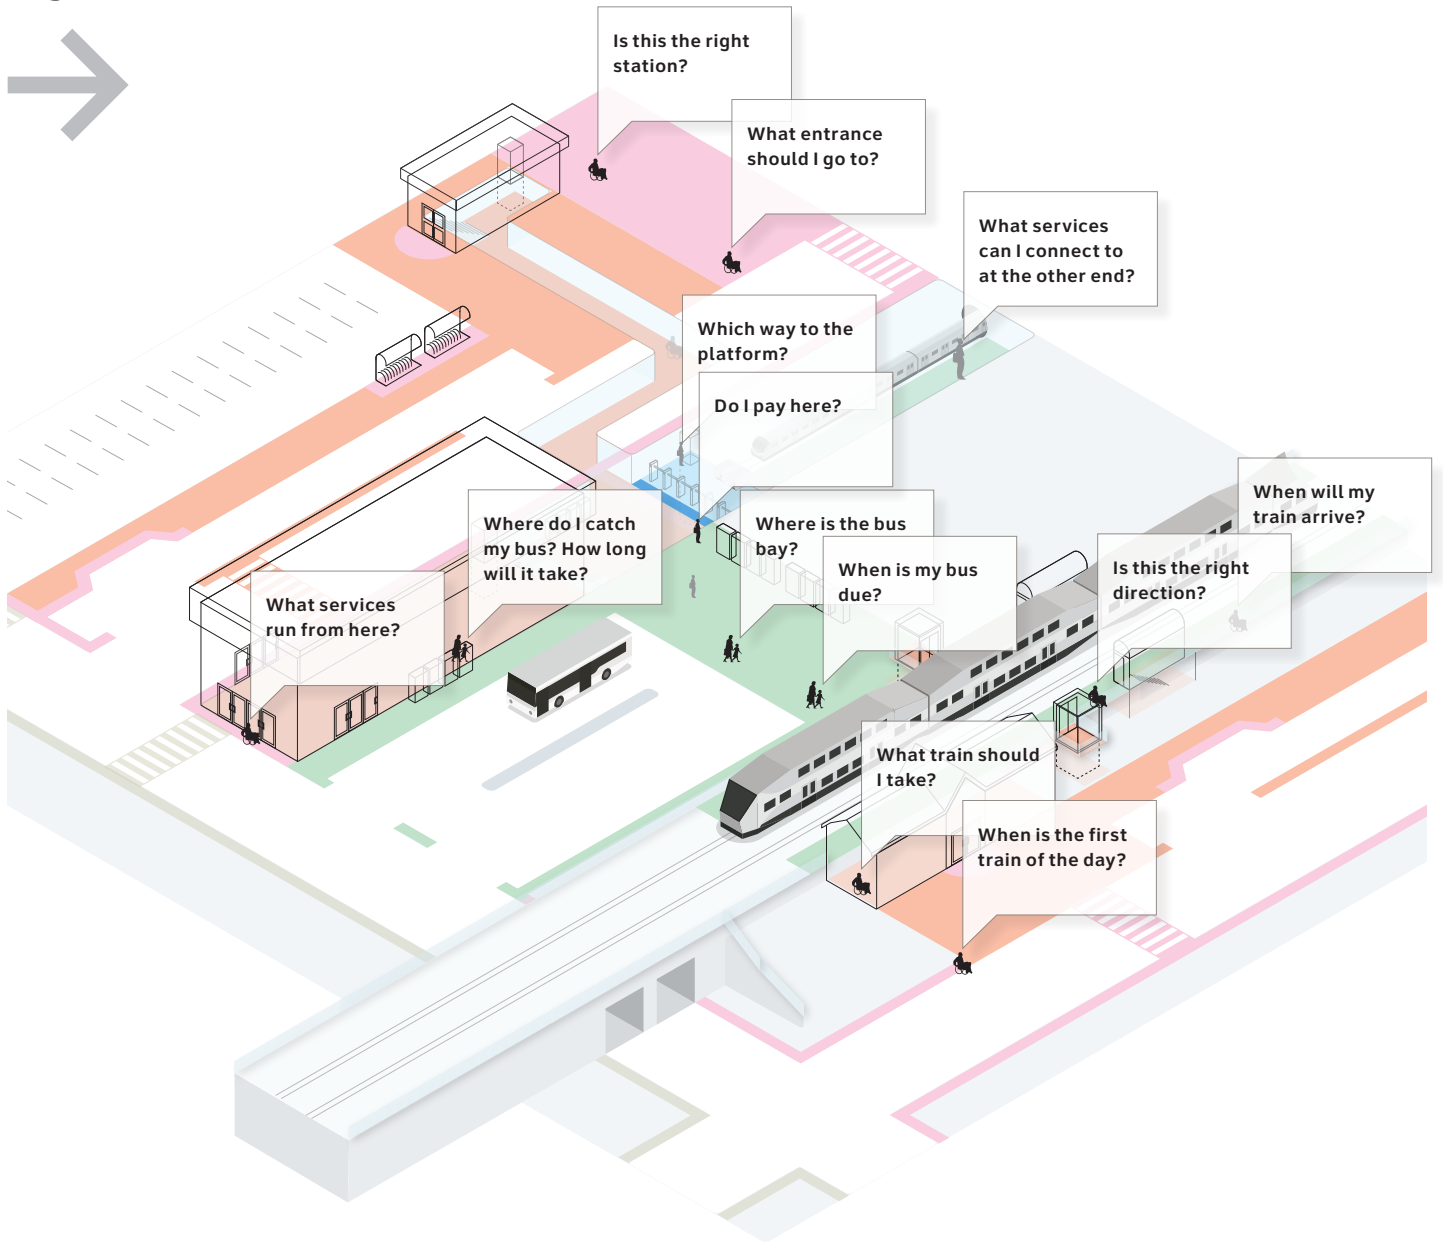 Is this the right
station?
What entrance
should I go to?
What services
can I connect to
at the other end?
Which way to the
platform?
Do I pay here?
When will my
train arrive?
Where do I catch
my bus? How long
will it take?
Where is the bus
bay?
When is my bus
due?
Is this the right
direction?
What services
run from here?
What train should
I take?
When is the first
train of the day?